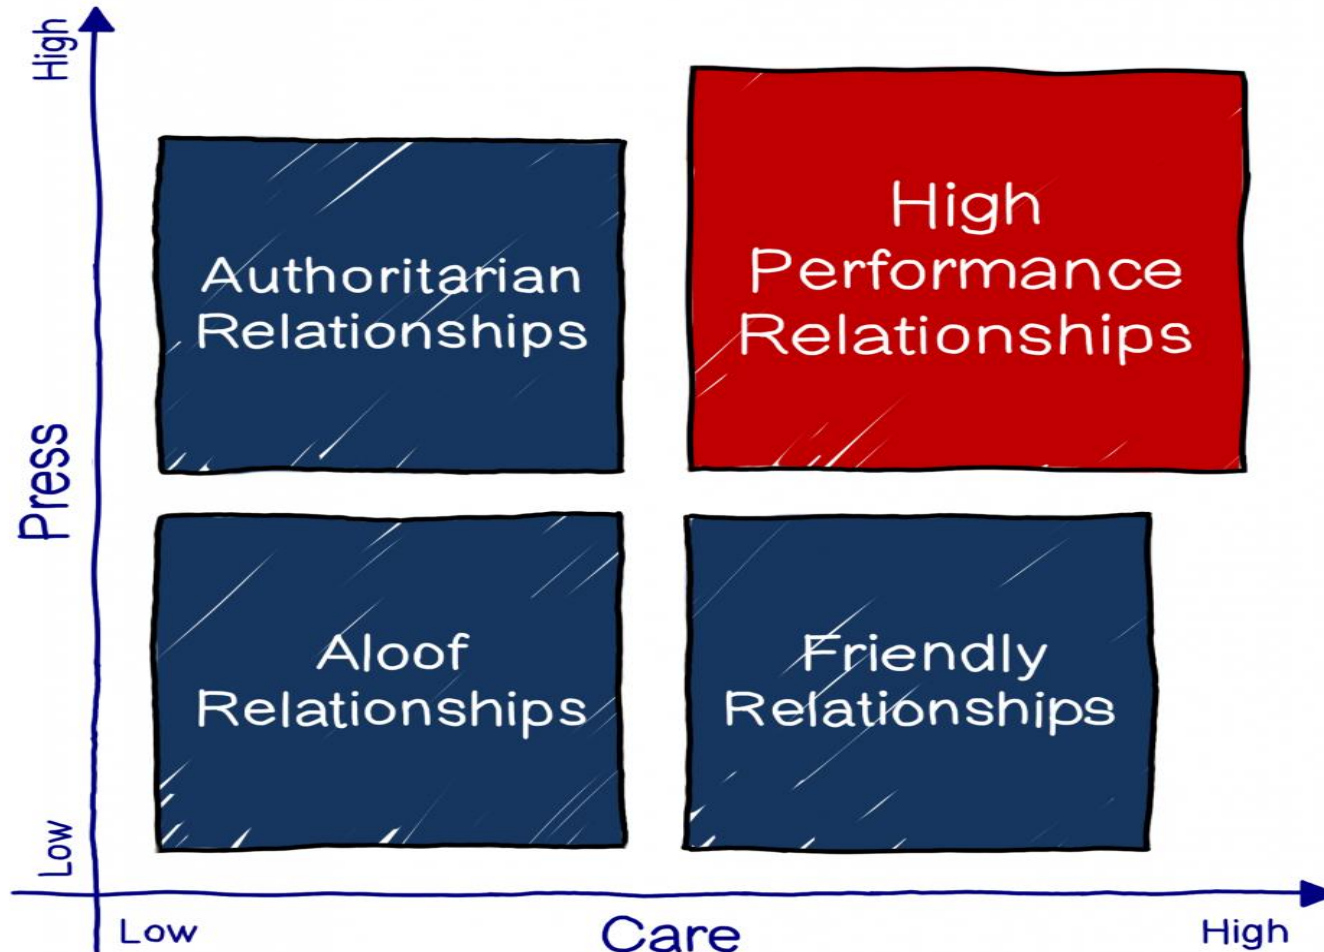 High
Authoritarian
Relationships
High
Performance
Relationships
Press
Aloof
Relationships
Friendly
Relationships
Low
Low
Care
High